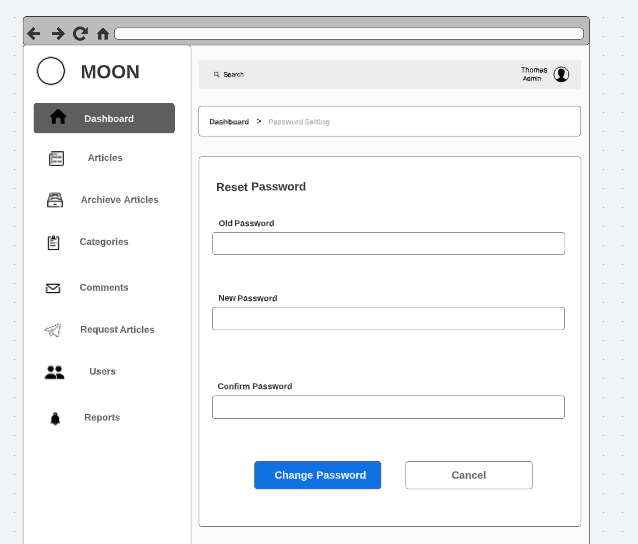 MOON
Search
Thomas
Admin
Dashboard
Dashboard > Password Setting
Articles
Archieve Articles
Categories
Comments
Request Articles
Users
Reports
Reset Password
Old Password
New Password
Confirm Password
Change Password
Cancel